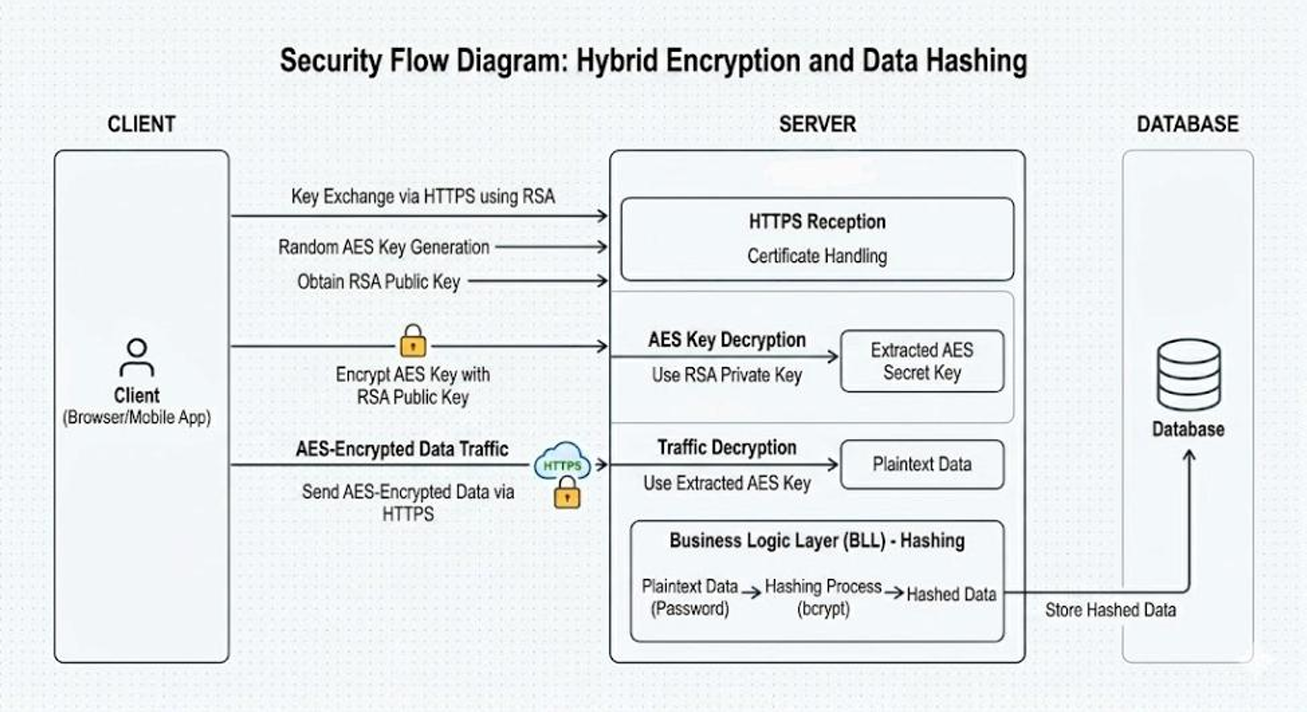 Security Flow Diagram: Hybrid Encryption and Data Hashing
CLIENT
SERVER
DATABASE
Key Exchange via HTTPS using RSA
Random AES Key Generation
Obtain RSA Public Key
HTTPS Reception
Certificate Handling
Client
(Browser/Mobile App)
Encrypt AES Key with
RSA Public Key
AES Key Decryption
Use RSA Private Key
Extracted AES
Secret Key
Database
AES-Encrypted Data Traffic
HTTPS
Send AES-Encrypted Data via
HTTPS
Traffic Decryption
Use Extracted AES Key
Plaintext Data
Business Logic Layer (BLL) - Hashing
Plaintext Data
(Password)
Hashing Process
(bcrypt)
Hashed Data
Store Hashed Data